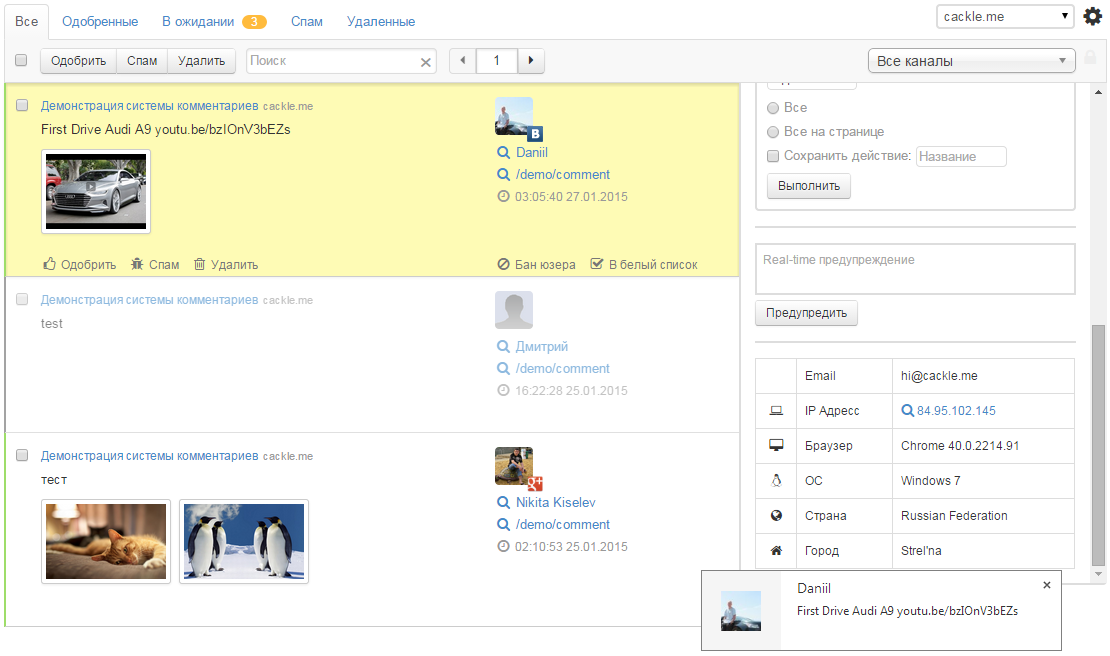 Все Одобренные В ожидании 3 Спам Удаленные cackle.me
Одобрить Спам Удалить Поиск 1 Все каналы
Демонстрация системы комментариев cackle.me
First Drive Audi A9 youtu.be/bzIOnV3bEZs
B
Daniil
/demo/comment
03:05:40 27.01.2015
Одобрить Спам Удалить Бан юзера В белый список
Демонстрация системы комментариев cackle.me
test
Дмитрий
/demo/comment
16:22:28 25.01.2015
Демонстрация системы комментариев cackle.me
тест
g+
Nikita Kiselev
/demo/comment
02:10:53 25.01.2015
Все
Все на странице
Сохранить действие: Название
Выполнить
Real-time предупреждение
Предупредить
Email hi@cackle.me
IP Адресс 84.95.102.145
Браузер Chrome 40.0.2214.91
ОС Windows 7
Страна Russian Federation
Город Strel'na
Daniil
First Drive Audi A9 youtu.be/bzIOnV3bEZs